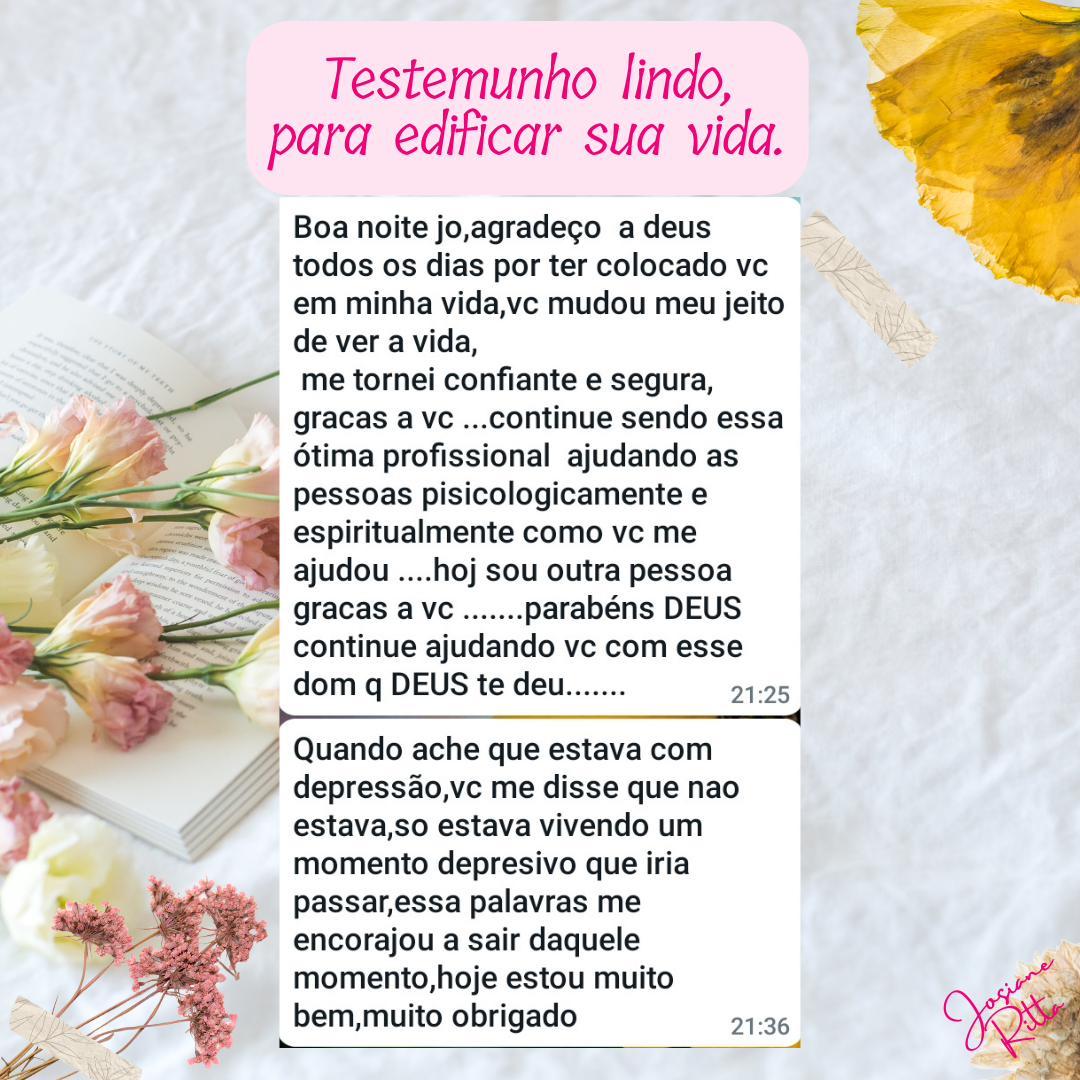 Testemunho lindo,
para edificar sua vida.
Boa noite jo,agradeço  a deus
todos os dias por ter colocado vc
em minha vida,vc mudou meu jeito
de ver a vida,
me tornei confiante e segura,
gracas a vc ...continue sendo essa
ótima profissional  ajudando as
pessoas pisicologicamente e
espiritualmente como vc me
ajudou ....hoj sou outra pessoa
gracas a vc .......parabéns DEUS
continue ajudando vc com esse
dom q DEUS te deu.......
21:25
Quando ache que estava com
depressão,vc me disse que nao
estava,so estava vivendo um
momento depresivo que iria
passar,essa palavras me
encorajou a sair daquele
momento,hoje estou muito
bem,muito obrigado
21:36
Josiane
Ritta
THE STORY OF MY TRUTH